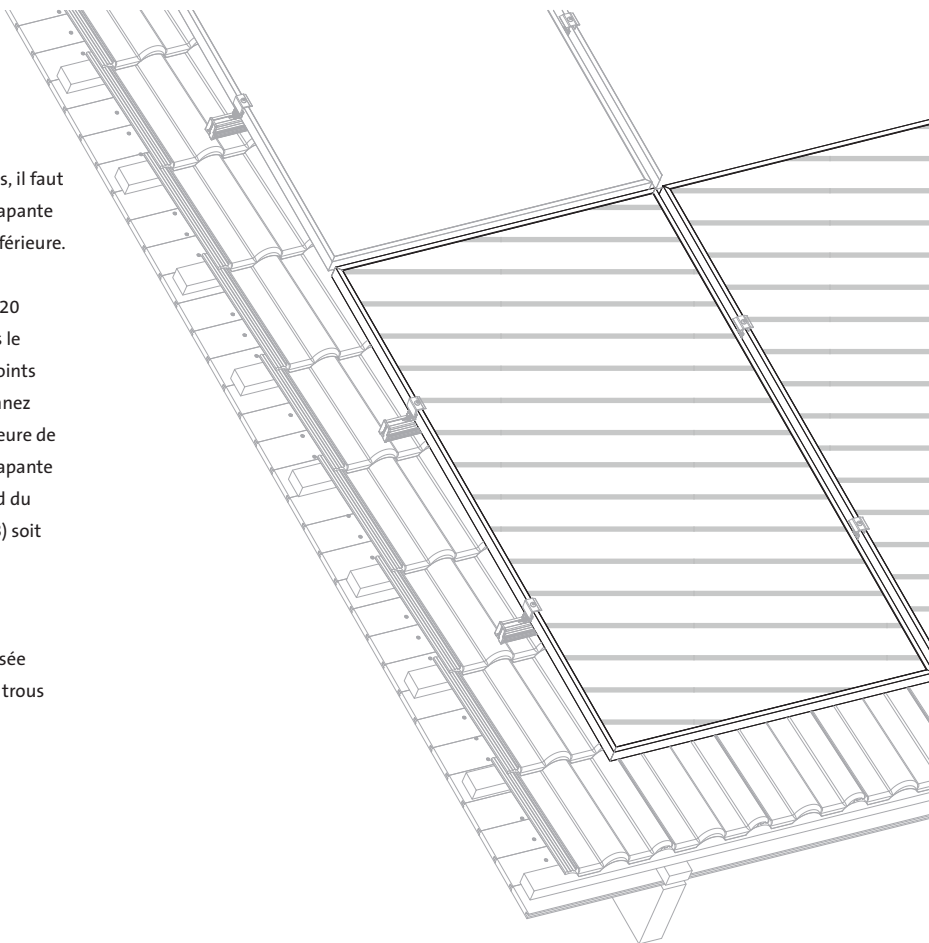 s, il faut
apante
férieure.
20
s le
oints
nez
eure de
apante
d du
) soit
sée
trous